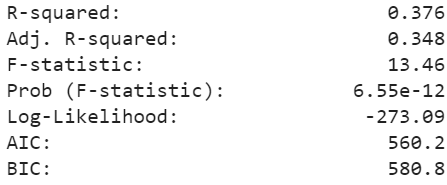 R-squared: 0.376
Adj. R-squared: 0.348
F-statistic: 13.46
Prob (F-statistic): 6.55e-12
Log-Likelihood: -273.09
AIC: 560.2
BIC: 580.8